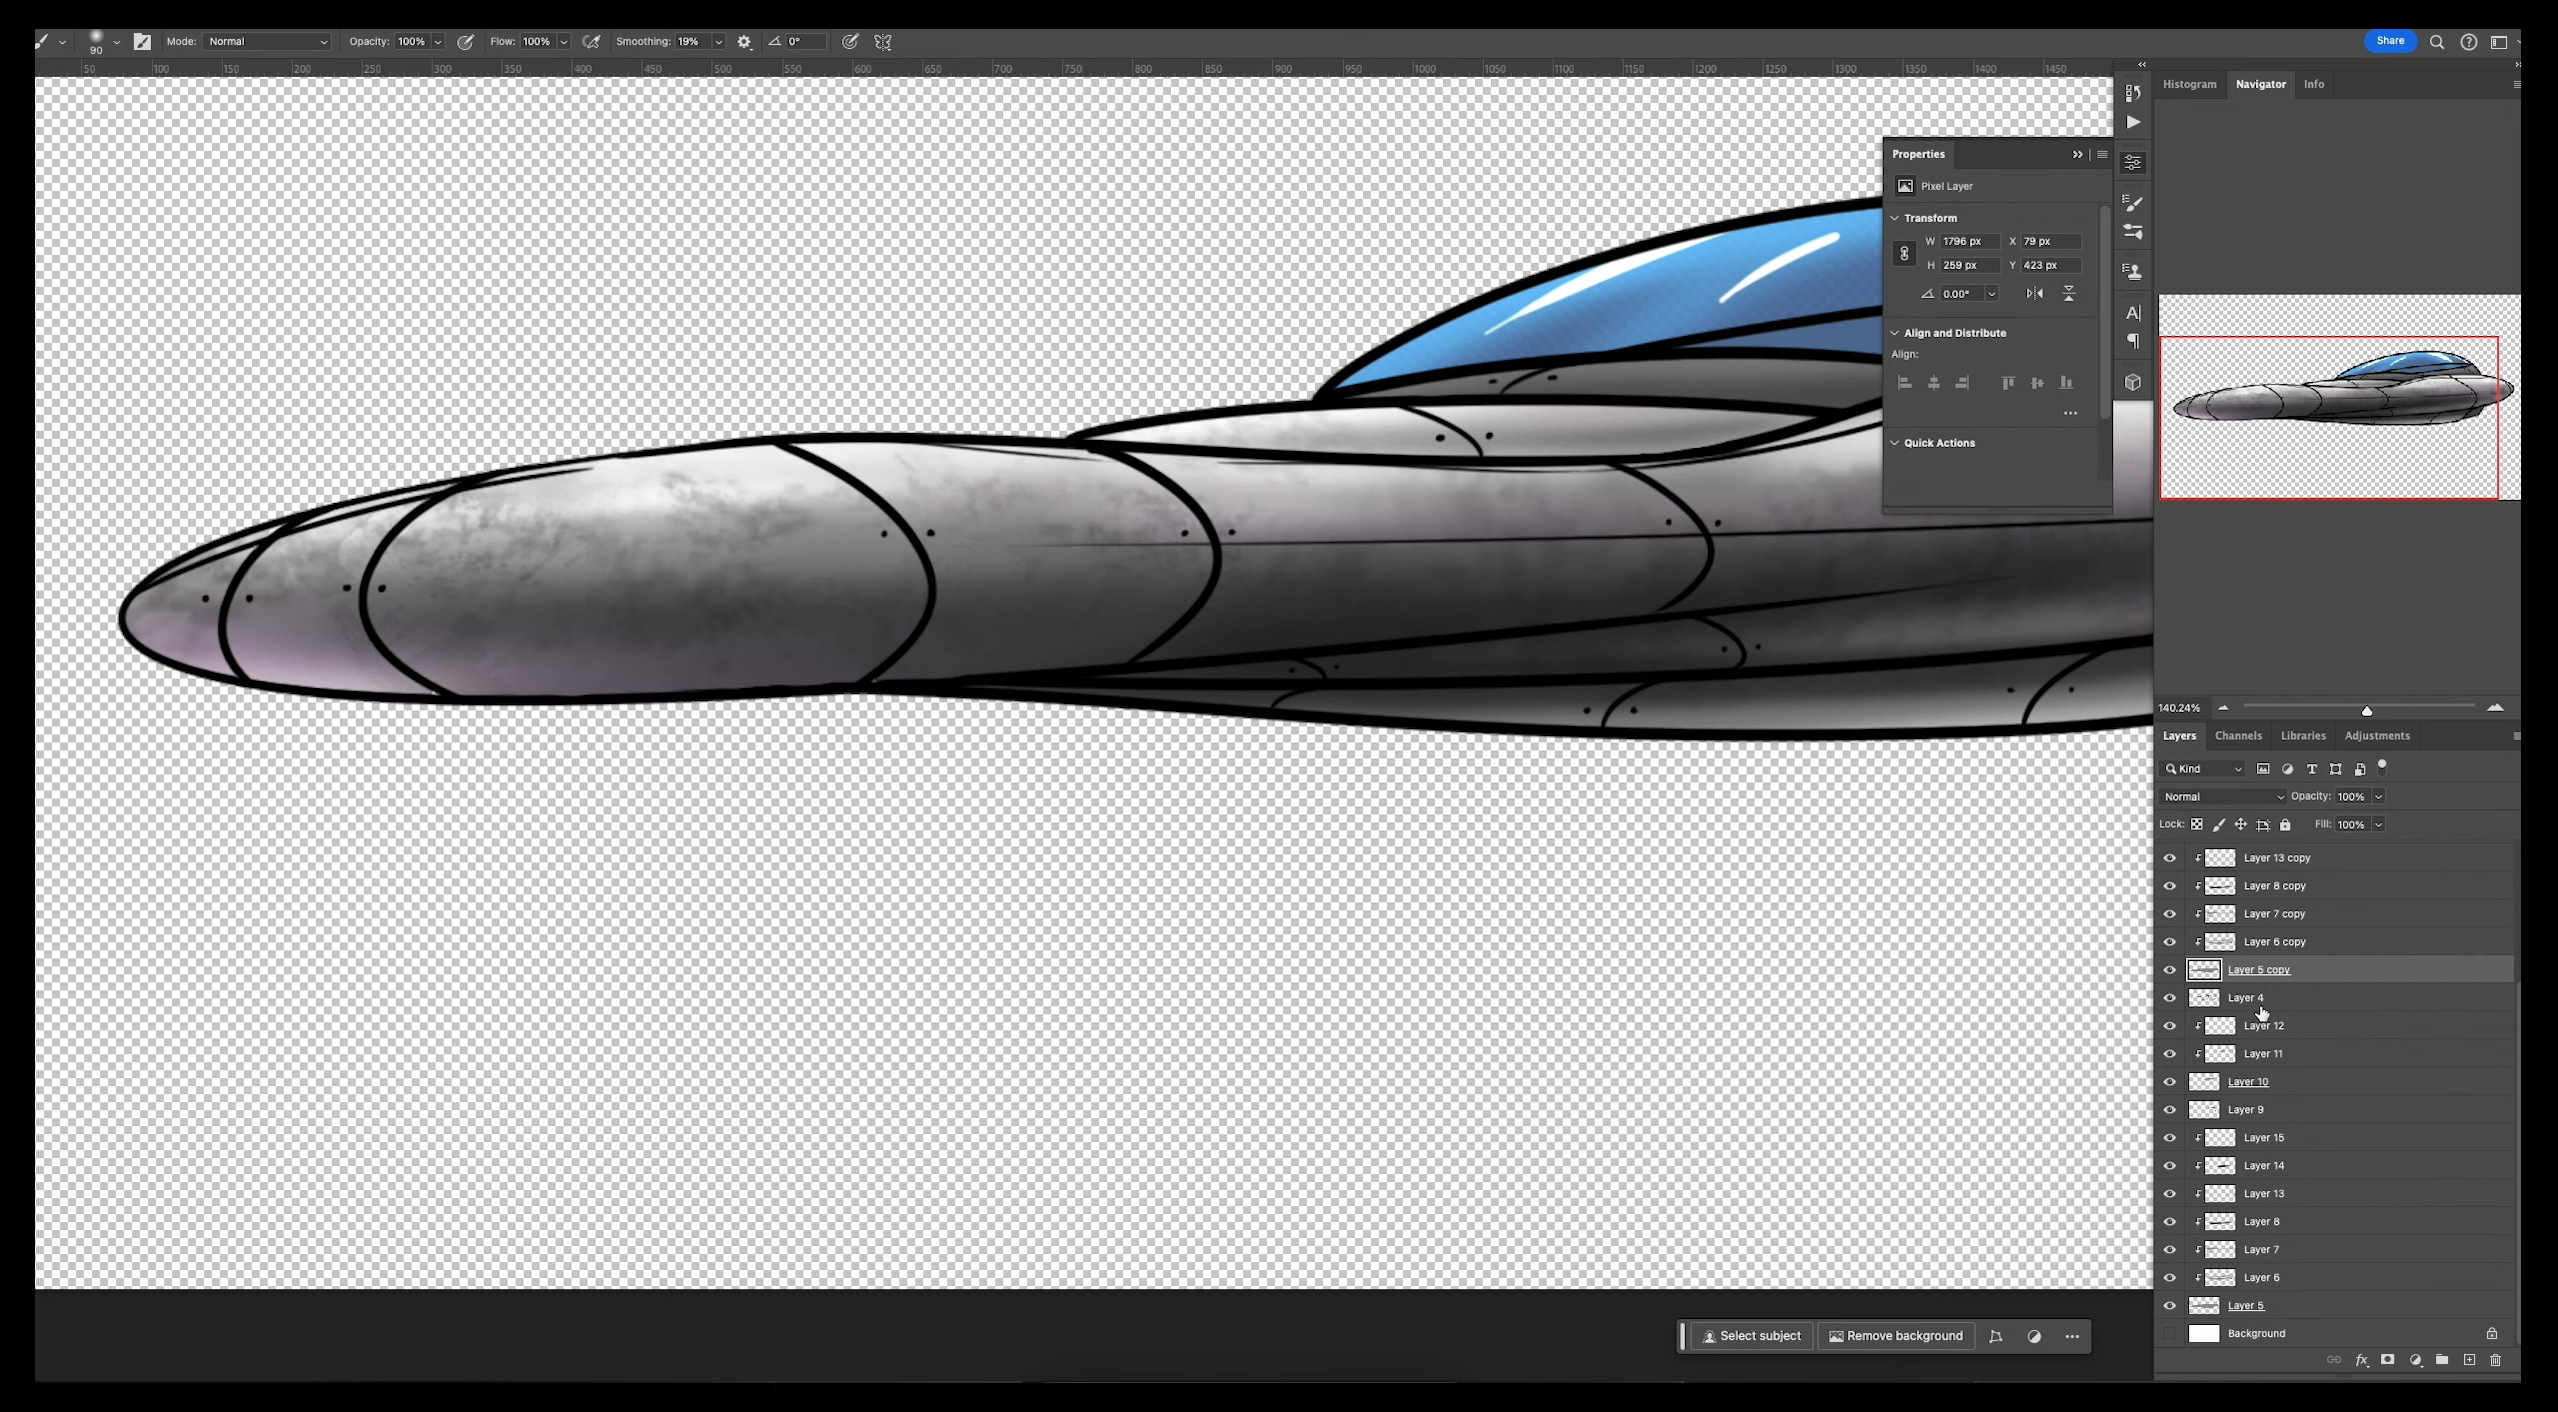 90 Mode: Normal Opacity: 100% Flow: 100% Smoothing: 19% 0° Share
50 100 150 200 250 300 350 400 450 500 550 600 650 700 750 800 850 900 950 1000 1050 1100 1150 1200 1250 1300 1350 1400 1450
Histogram Navigator Info
Properties
Pixel Layer
Transform
W 1796 px X 79 px
H 259 px Y 423 px
0.00°
Align and Distribute
Align:
Quick Actions
140.24%
Layers Channels Libraries Adjustments
Kind
Normal Opacity: 100%
Lock: Fill: 100%
Layer 13 copy
Layer 8 copy
Layer 7 copy
Layer 6 copy
Layer 5 copy
Layer 4
Layer 12
Layer 11
Layer 10
Layer 9
Layer 15
Layer 14
Layer 13
Layer 8
Layer 7
Layer 6
Layer 5
Background
Select subject Remove background
fx